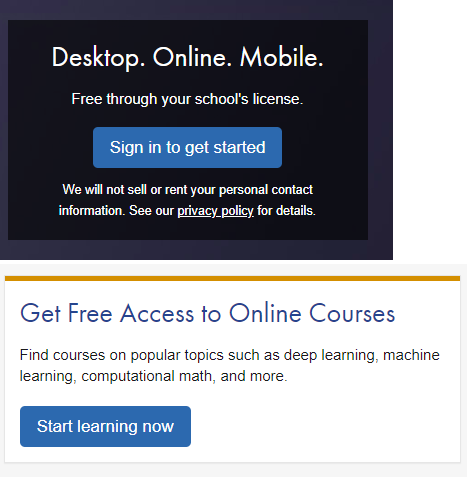 Desktop. Online. Mobile.
Free through your school's license.
Sign in to get started
We will not sell or rent your personal contact
information. See our privacy policy for details.
Get Free Access to Online Courses
Find courses on popular topics such as deep learning, machine
learning, computational math, and more.
Start learning now